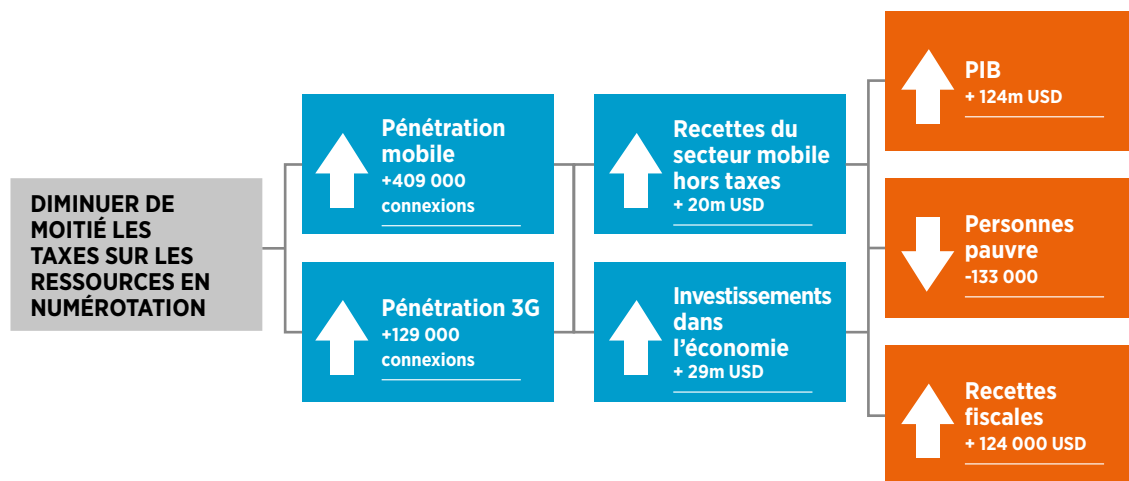 DIMINUER DE
MOITIÉ LES
TAXES SUR LES
RESSOURCES EN
NUMÉROTATION
Pénétration
mobile
+409 000
connexions
Pénétration 3G
+129 000
connexions
Recettes du
secteur mobile
hors taxes
+ 20m USD
Investissements
dans
l’économie
+ 29m USD
PIB
+ 124m USD
Personnes
pauvre
-133 000
Recettes
fiscales
+ 124 000 USD